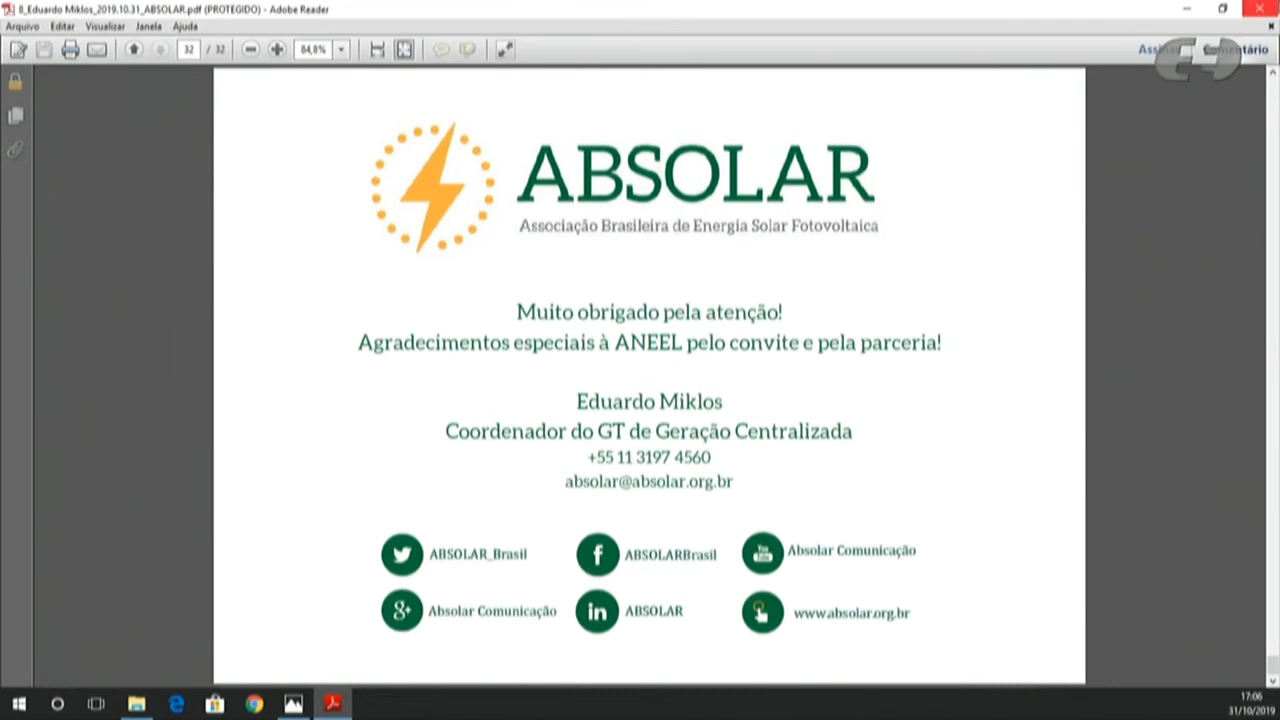 8_Eduardo Miklos_2019.10.31_ABSOLAR.pdf (PROTEGIDO) - Adobe Reader
Arquivo Editar Visualizar Janela Ajuda
32 / 32 84,8%
ABSOLAR
Associação Brasileira de Energia Solar Fotovoltaica
Muito obrigado pela atenção!
Agradecimentos especiais à ANEEL pelo convite e pela parceria!
Eduardo Miklos
Coordenador do GT de Geração Centralizada
+55 11 3197 4560
absolar@absolar.org.br
ABSOLAR_Brasil ABSOLARBrasil You Tube Absolar Comunicação
g+ Absolar Comunicação in ABSOLAR www.absolar.org.br
17:06
31/10/2019